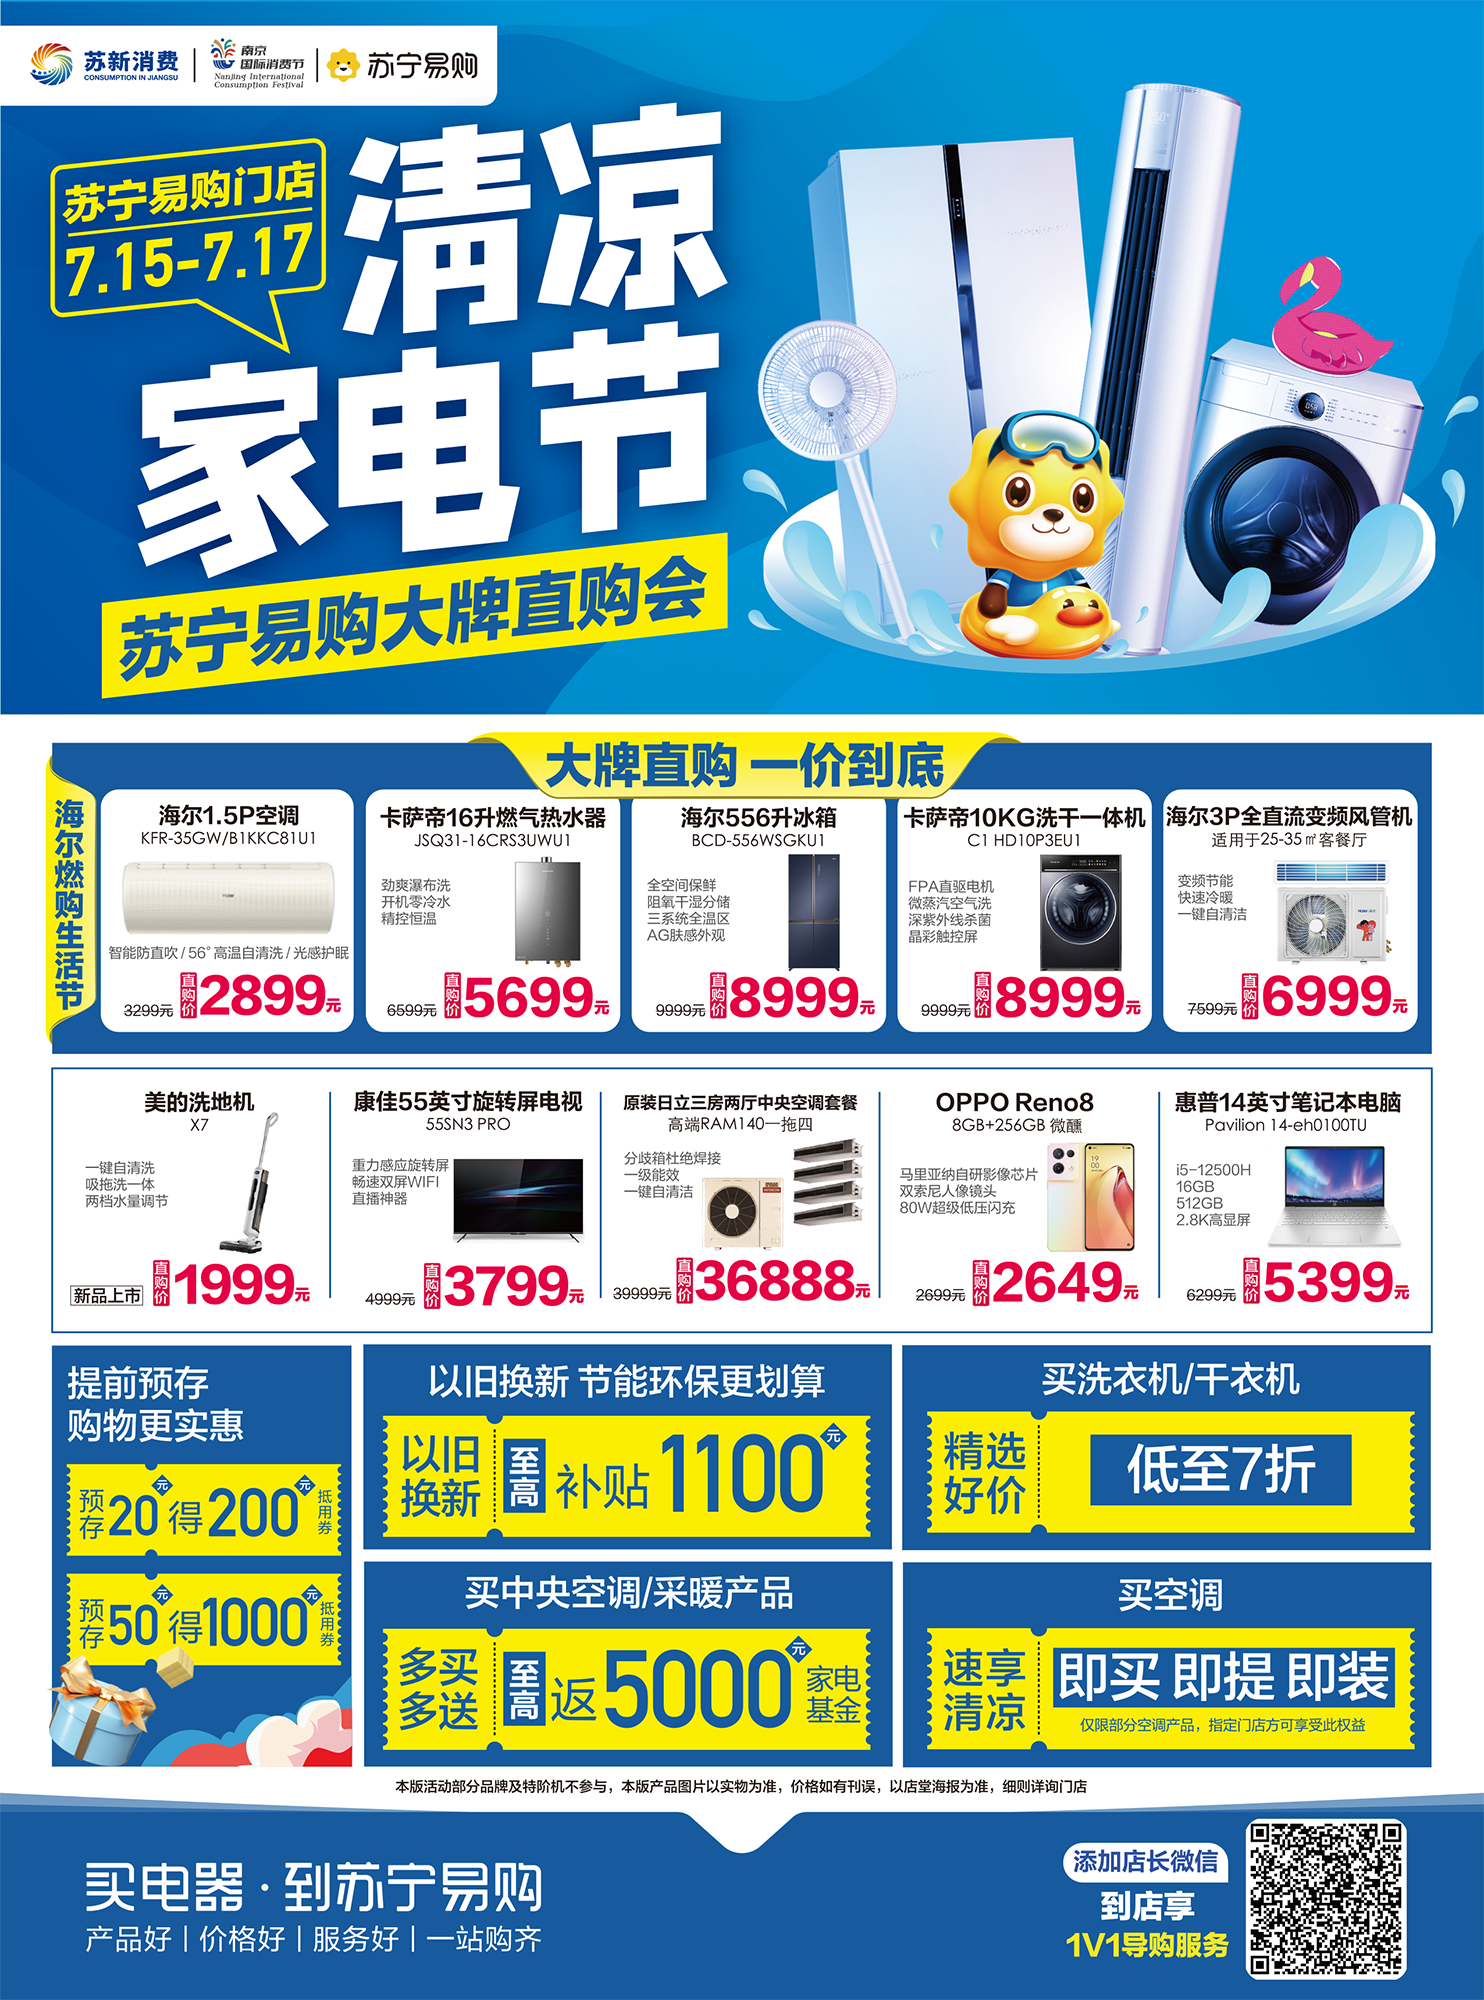 苏新消费
CONSUMPTION IN JIANGSU
南京
国际消费节
Nanjing International
Consumption Festival
苏宁易购
苏宁易购门店
7.15-7.17
清凉
家电节
苏宁易购大牌直购会
大牌直购 一价到底
海尔燃购生活节
海尔1.5P空调
KFR-35GW/B1KKC81U1
智能防直吹 / 56°高温自清洗 / 光感护眠
3299元 直购价 2899元
卡萨帝16升燃气热水器
JSQ31-16CRS3UWU1
劲爽瀑布洗
开机零冷水
精控恒温
6599元 直购价 5699元
海尔556升冰箱
BCD-556WSGKU1
全空间保鲜
阻氧干湿分储
三系统全温区
AG肤感外观
9999元 直购价 8999元
卡萨帝10KG洗干一体机
C1 HD10P3EU1
FPA直驱电机
微蒸汽空气洗
深紫外线杀菌
晶彩触控屏
9999元 直购价 8999元
海尔3P全直流变频风管机
适用于25-35㎡客餐厅
变频节能
快速冷暖
一键自清洁
7599元 直购价 6999元
美的洗地机
X7
一键自清洗
吸拖洗一体
两档水量调节
新品上市 直购价 1999元
康佳55英寸旋转屏电视
55SN3 PRO
重力感应旋转屏
畅速双屏WIFI
直播神器
4999元 直购价 3799元
原装日立三房两厅中央空调套餐
高端RAM140一拖四
分歧箱杜绝焊接
一级能效
一键自清洁
39999元 直购价 36888元
OPPO Reno8
8GB+256GB 微醺
马里亚纳自研影像芯片
双索尼人像镜头
80W超级低压闪充
2699元 直购价 2649元
惠普14英寸笔记本电脑
Pavilion 14-eh0100TU
i5-12500H
16GB
512GB
2.8K高显屏
6299元 直购价 5399元
提前预存
购物更实惠
预存20元得200元抵用券
预存50元得1000元抵用券
以旧换新 节能环保更划算
以旧换新 至高 补贴1100元
买洗衣机/干衣机
精选好价 低至7折
买中央空调/采暖产品
多买多送 至高 返5000元家电基金
买空调
速享清凉 即买 即提 即装
仅限部分空调产品，指定门店方可享受此权益
本版活动部分品牌及特阶机不参与，本版产品图片以实物为准，价格如有刊误，以店堂海报为准，细则详询门店
买电器·到苏宁易购
产品好 | 价格好 | 服务好 | 一站购齐
添加店长微信
到店享
1V1导购服务